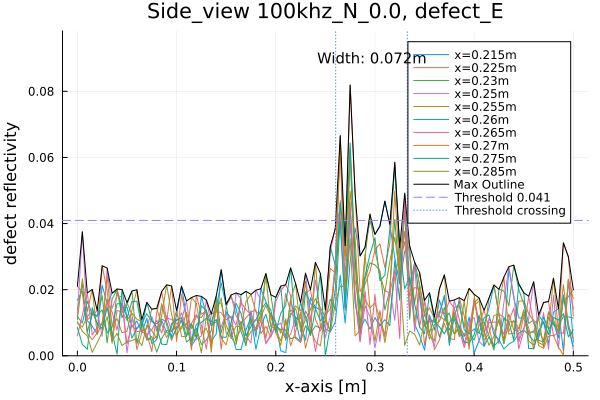 Side_view 100khz_N_0.0, defect_E
Width: 0.072m
x=0.215m
x=0.225m
x=0.23m
x=0.25m
x=0.255m
x=0.26m
x=0.265m
x=0.27m
x=0.275m
x=0.285m
Max Outline
Threshold 0.041
Threshold crossing
defect reflectivity
0.08
0.06
0.04
0.02
0.00
0.0 0.1 0.2 0.3 0.4 0.5
x-axis [m]